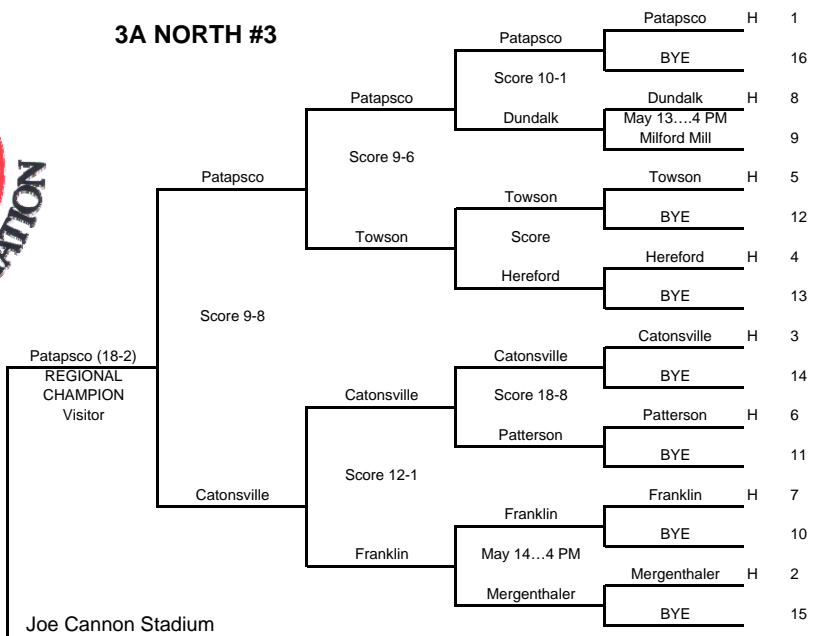 3A NORTH #3
Patapsco H 1
Patapsco
BYE 16
Score 10-1
Patapsco
Dundalk H 8
Dundalk
May 13….4 PM
Milford Mill 9
Score 9-6
Patapsco
Towson H 5
Towson
BYE 12
Score
Towson
Hereford H 4
Hereford
BYE 13
Score 9-8
Patapsco (18-2)
REGIONAL
CHAMPION
Visitor
Catonsville H 3
Catonsville
BYE 14
Score 18-8
Catonsville
Patterson H 6
Patterson
BYE 11
Score 12-1
Catonsville
Franklin H 7
Franklin
BYE 10
May 14…4 PM
Franklin
Mergenthaler H 2
Mergenthaler
BYE 15
Joe Cannon Stadium